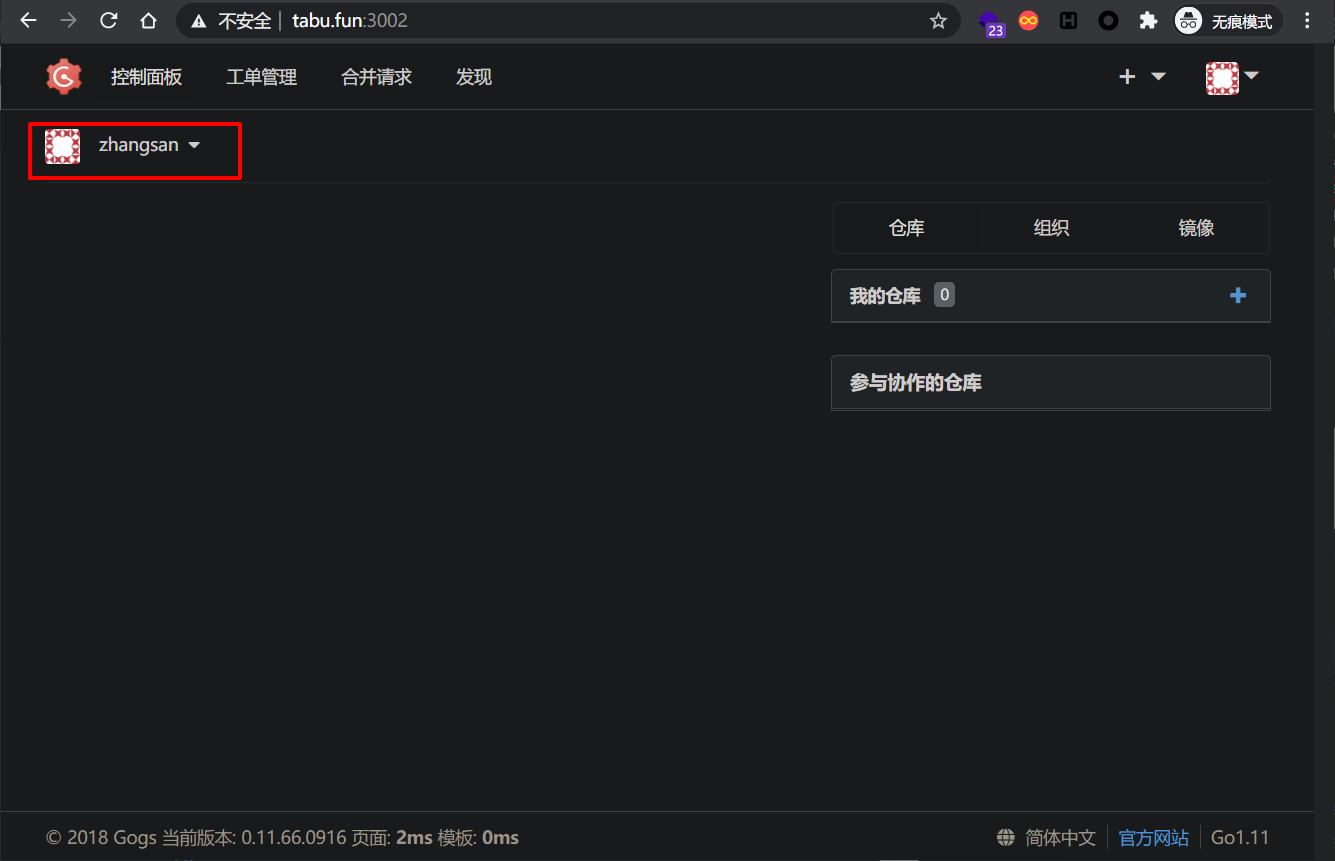 不安全 | tabu.fun:3002
23
无痕模式
控制面板 工单管理 合并请求 发现
zhangsan
仓库 组织 镜像
我的仓库 0
参与协作的仓库
© 2018 Gogs 当前版本: 0.11.66.0916 页面: 2ms 模板: 0ms
简体中文 官方网站 Go1.11